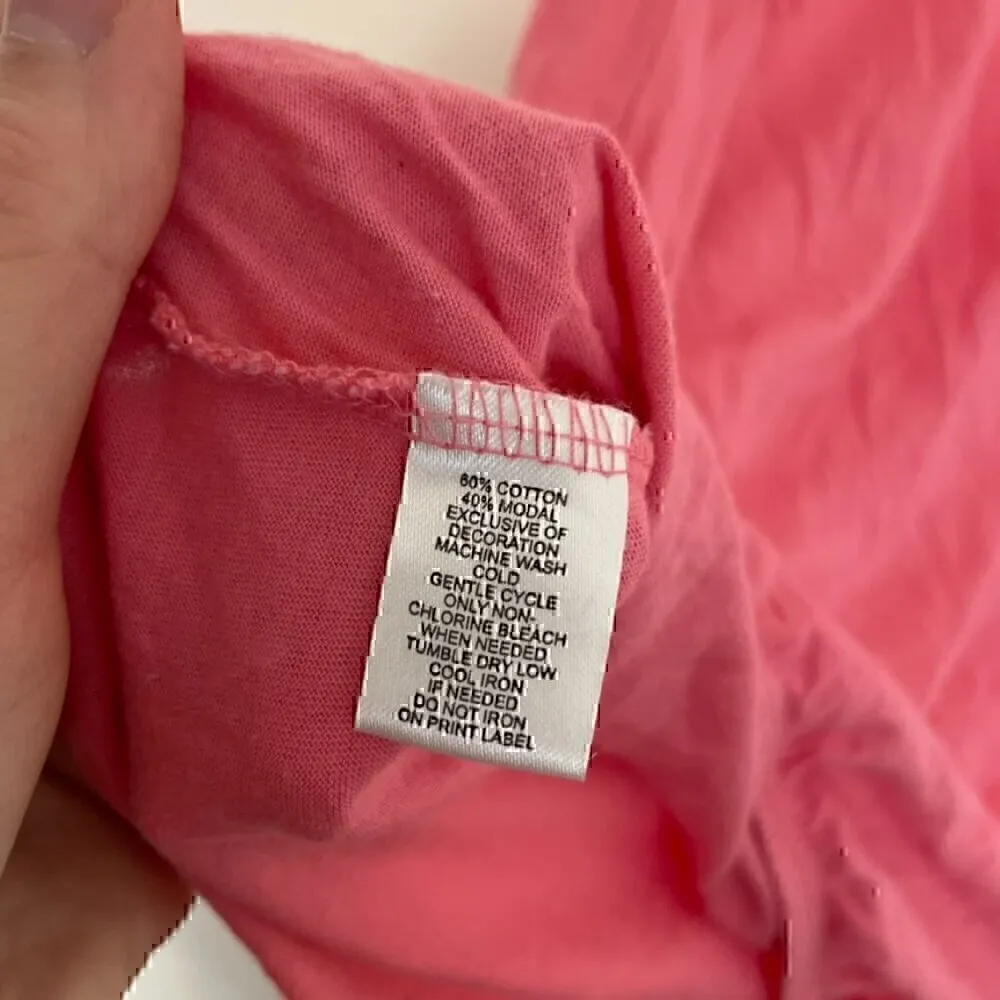 60% COTTON
40% MODAL
EXCLUSIVE OF
DECORATION
MACHINE WASH
COLD
GENTLE CYCLE
ONLY NON-
CHLORINE BLEACH
WHEN NEEDED
TUMBLE DRY LOW
COOL IRON
IF NEEDED
DO NOT IRON
ON PRINT LABEL